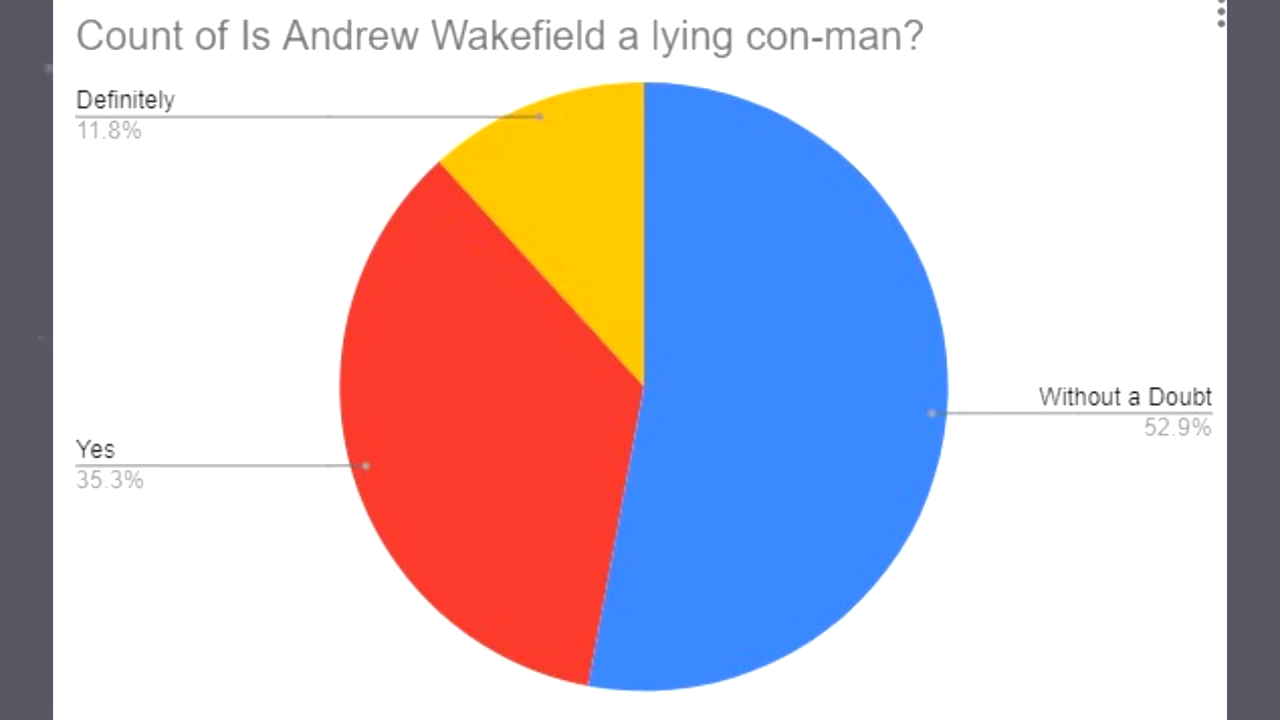 Count of Is Andrew Wakefield a lying con-man?
Definitely
11.8%
Without a Doubt
52.9%
Yes
35.3%